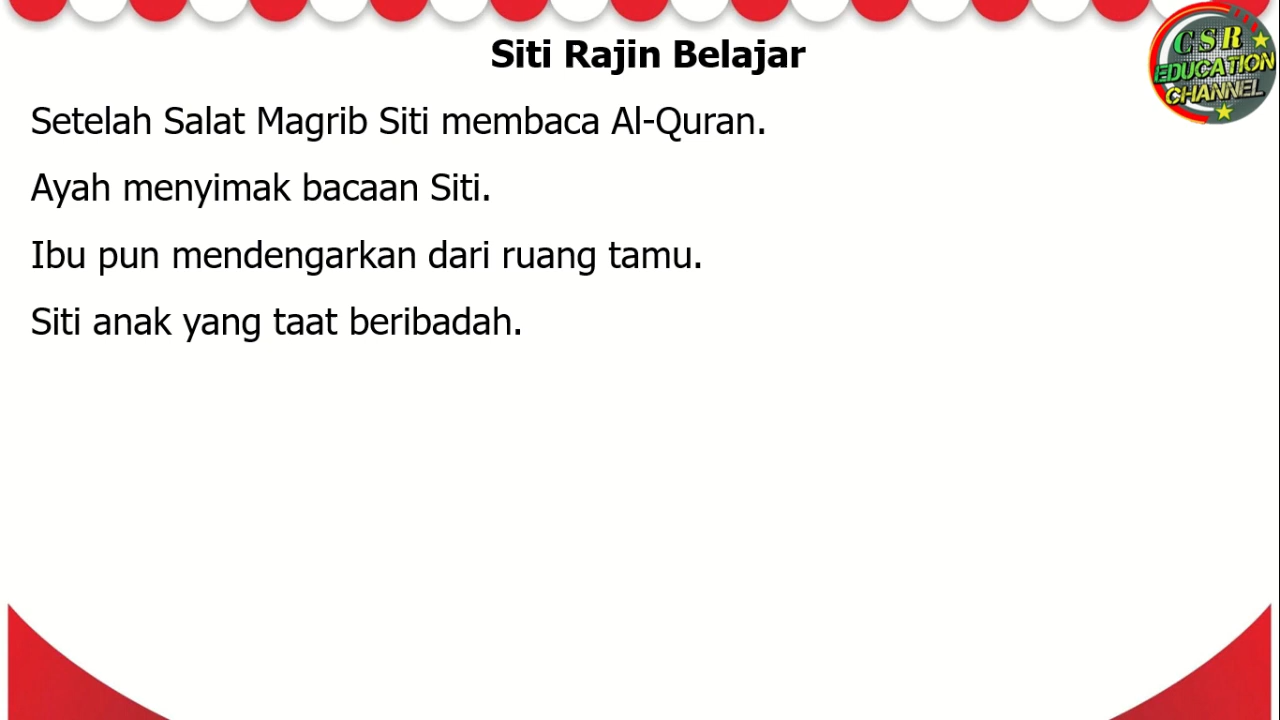 Siti Rajin Belajar
CSR
EDUCATION
CHANNEL
Setelah Salat Magrib Siti membaca Al-Quran.
Ayah menyimak bacaan Siti.
Ibu pun mendengarkan dari ruang tamu.
Siti anak yang taat beribadah.